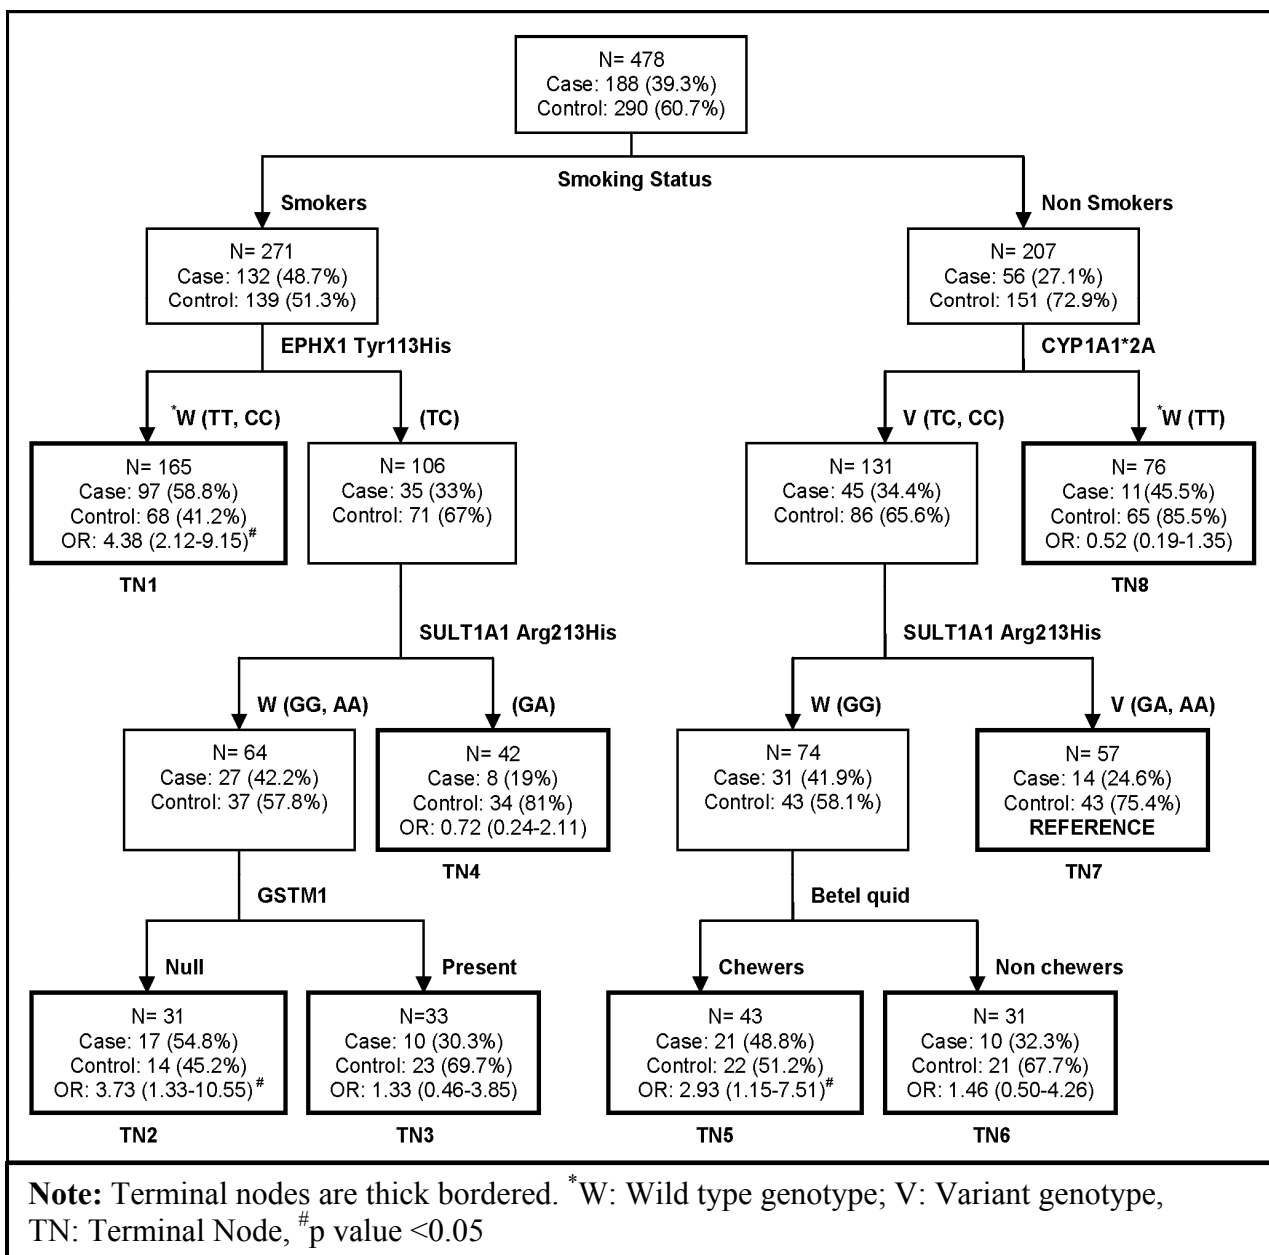 N= 478
Case: 188 (39.3%)
Control: 290 (60.7%)
Smoking Status
Smokers
Non Smokers
N= 271
Case: 132 (48.7%)
Control: 139 (51.3%)
N= 207
Case: 56 (27.1%)
Control: 151 (72.9%)
EPHX1 Tyr113His
CYP1A1*2A
*W (TT, CC)
(TC)
V (TC, CC)
*W (TT)
N= 165
Case: 97 (58.8%)
Control: 68 (41.2%)
OR: 4.38 (2.12-9.15)#
TN1
N= 106
Case: 35 (33%)
Control: 71 (67%)
N= 131
Case: 45 (34.4%)
Control: 86 (65.6%)
N= 76
Case: 11(45.5%)
Control: 65 (85.5%)
OR: 0.52 (0.19-1.35)
TN8
SULT1A1 Arg213His
SULT1A1 Arg213His
W (GG, AA)
(GA)
W (GG)
V (GA, AA)
N= 64
Case: 27 (42.2%)
Control: 37 (57.8%)
N= 42
Case: 8 (19%)
Control: 34 (81%)
OR: 0.72 (0.24-2.11)
TN4
N= 74
Case: 31 (41.9%)
Control: 43 (58.1%)
N= 57
Case: 14 (24.6%)
Control: 43 (75.4%)
REFERENCE
TN7
GSTM1
Betel quid
Null
Present
Chewers
Non chewers
N= 31
Case: 17 (54.8%)
Control: 14 (45.2%)
OR: 3.73 (1.33-10.55)#
TN2
N=33
Case: 10 (30.3%)
Control: 23 (69.7%)
OR: 1.33 (0.46-3.85)
TN3
N= 43
Case: 21 (48.8%)
Control: 22 (51.2%)
OR: 2.93 (1.15-7.51)#
TN5
N= 31
Case: 10 (32.3%)
Control: 21 (67.7%)
OR: 1.46 (0.50-4.26)
TN6
Note: Terminal nodes are thick bordered. *W: Wild type genotype; V: Variant genotype,
TN: Terminal Node, #p value <0.05